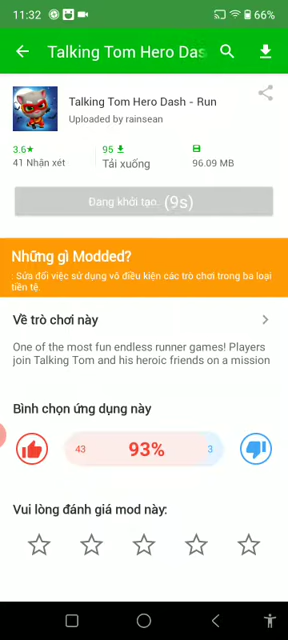 11:32
66%
Talking Tom Hero Das
Talking Tom Hero Dash - Run
Uploaded by rainsean
3.6★
95
41 Nhận xét
Tải xuống
96.09 MB
Đang khởi tạo. (9s)
Những gì Modded?
: Sửa đổi việc sử dụng vô điều kiện các trò chơi trong ba loại
tiền tệ.
Về trò chơi này
One of the most fun endless runner games! Players
join Talking Tom and his heroic friends on a mission
Bình chọn ứng dụng này
43
93%
3
Vui lòng đánh giá mod này: